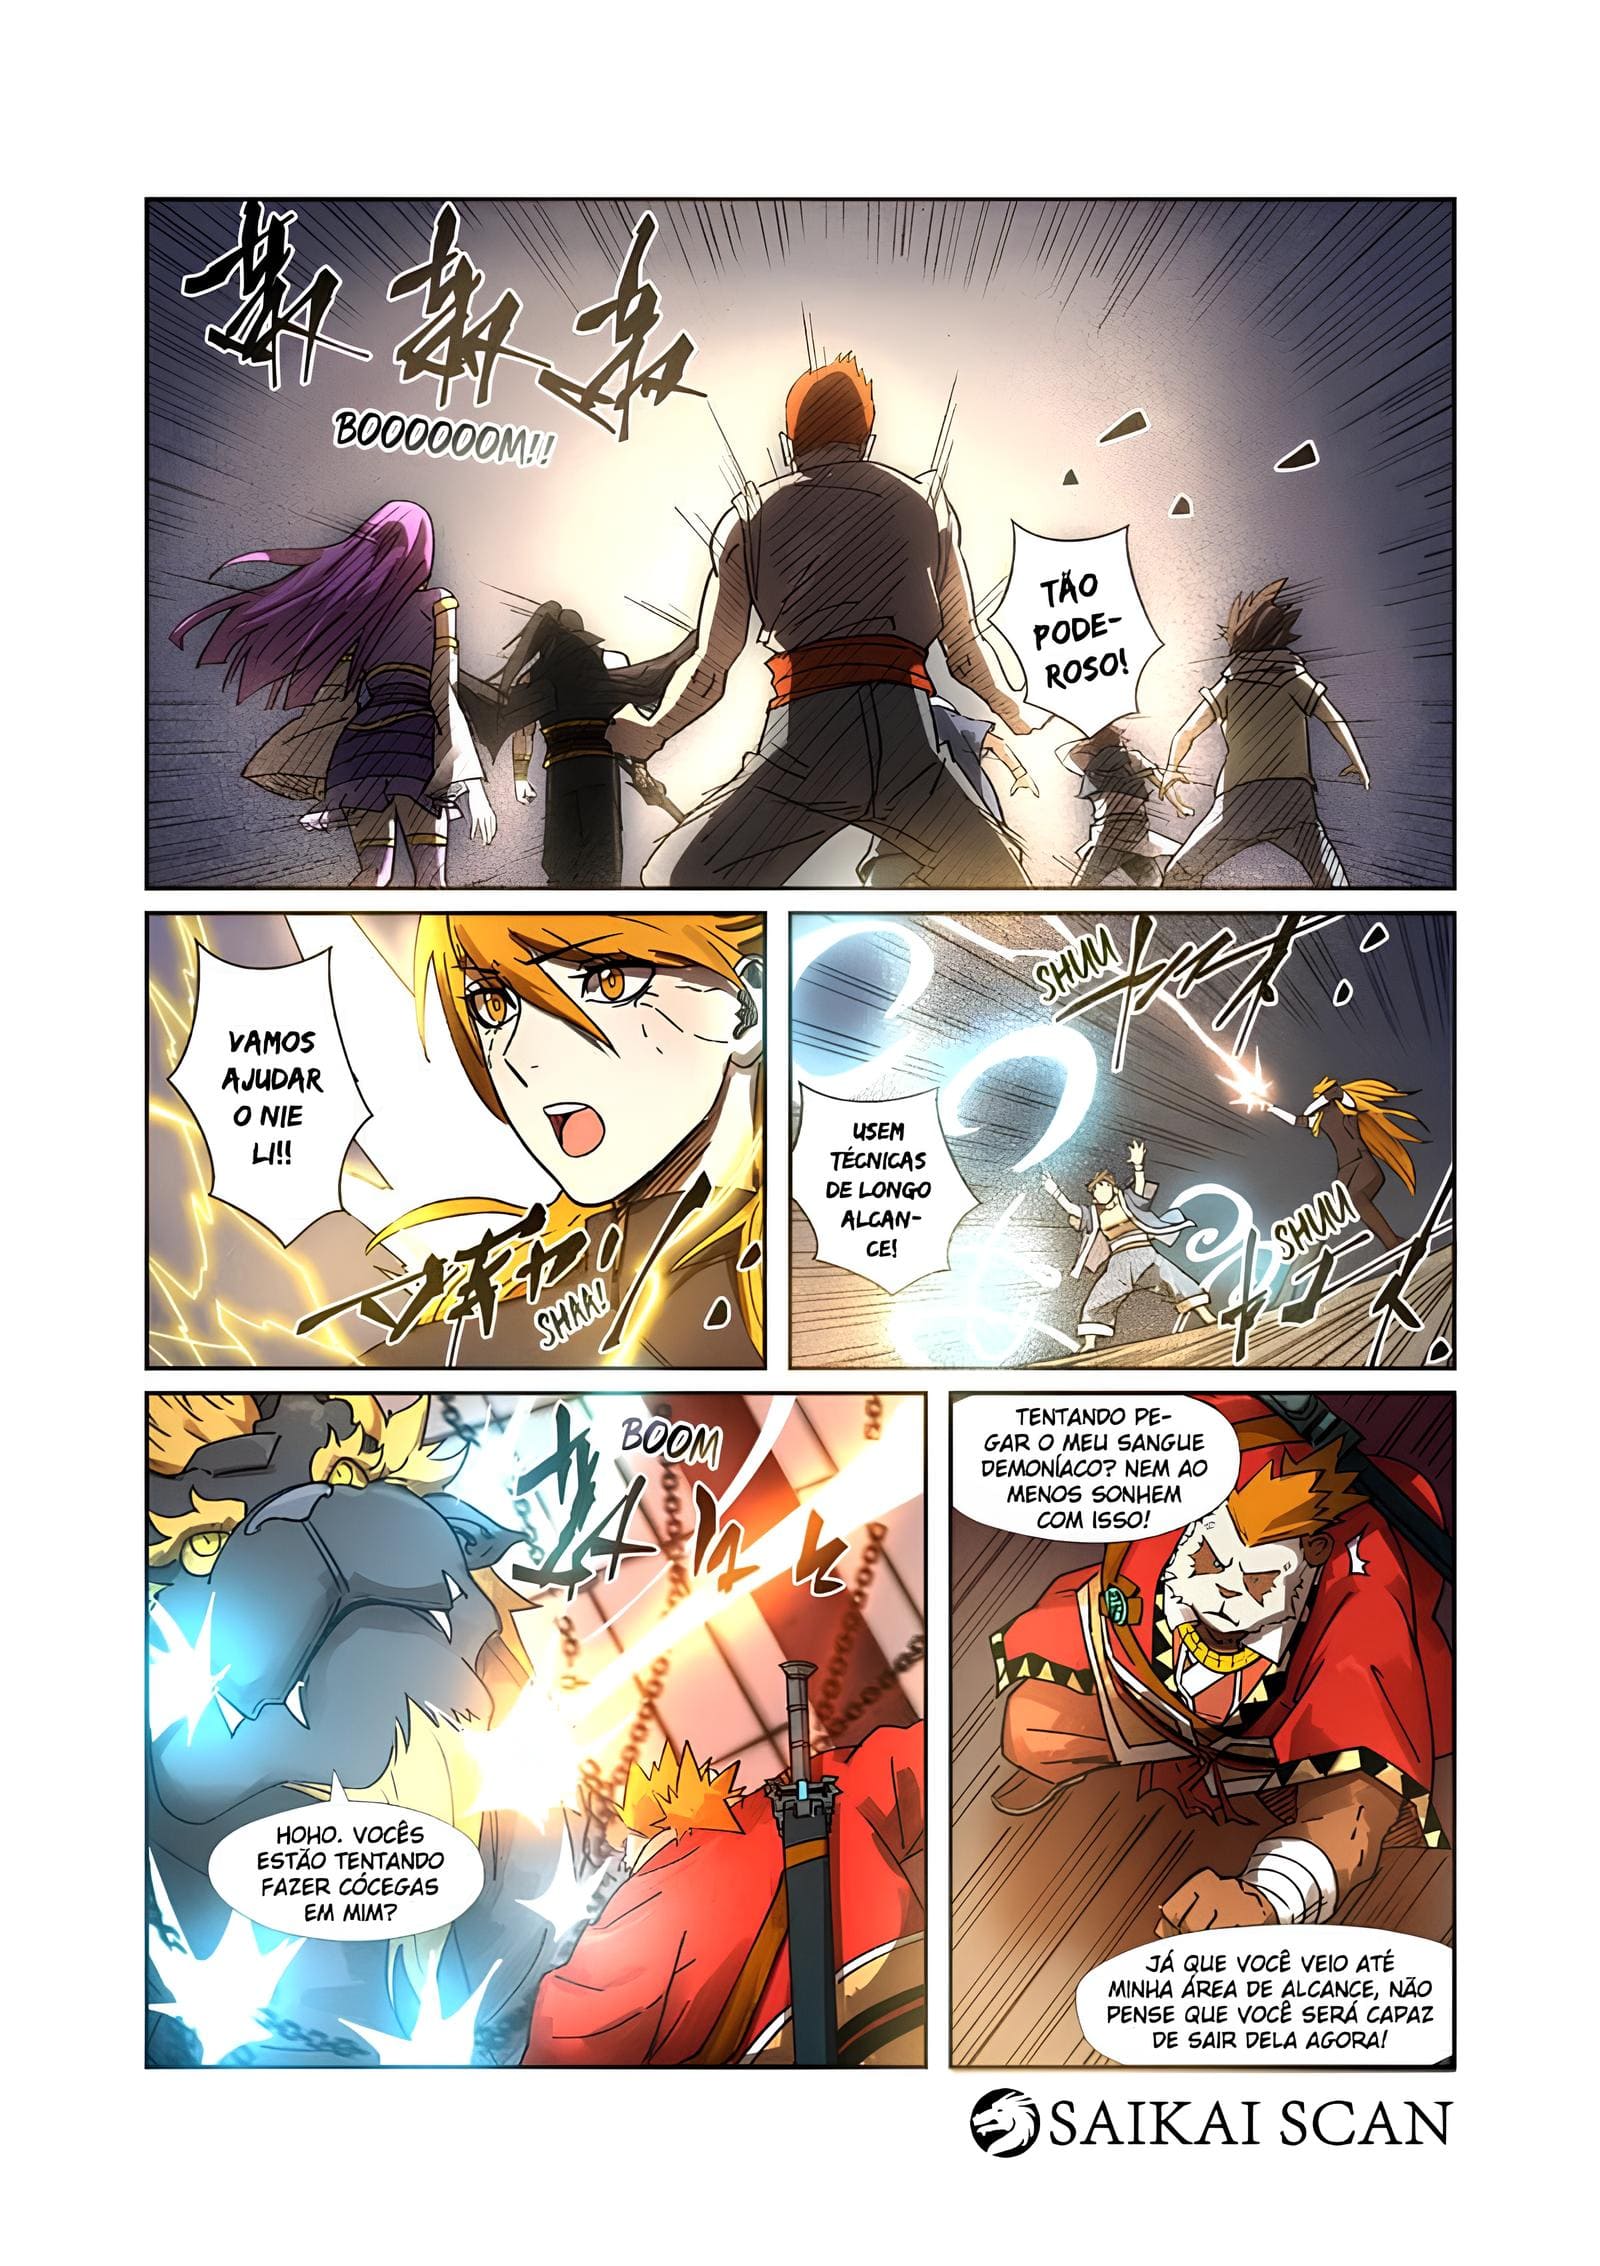 BOOOOOOM!!
TÃO
PODE-
ROSO!
VAMOS
AJUDAR
O NIE
LI!!
SHAA!
SHUU
USEM
TÉCNICAS
DE LONGO
ALCAN-
CE!
SHUU
BOOM
HOHO. VOCÊS
ESTÃO TENTANDO
FAZER CÓCEGAS
EM MIM?
TENTANDO PE-
GAR O MEU SANGUE
DEMONÍACO? NEM AO
MENOS SONHEM
COM ISSO!
JÁ QUE VOCÊ VEIO ATÉ
MINHA ÁREA DE ALCANCE, NÃO
PENSE QUE VOCÊ SERÁ CAPAZ
DE SAIR DELA AGORA!
SAIKAI SCAN